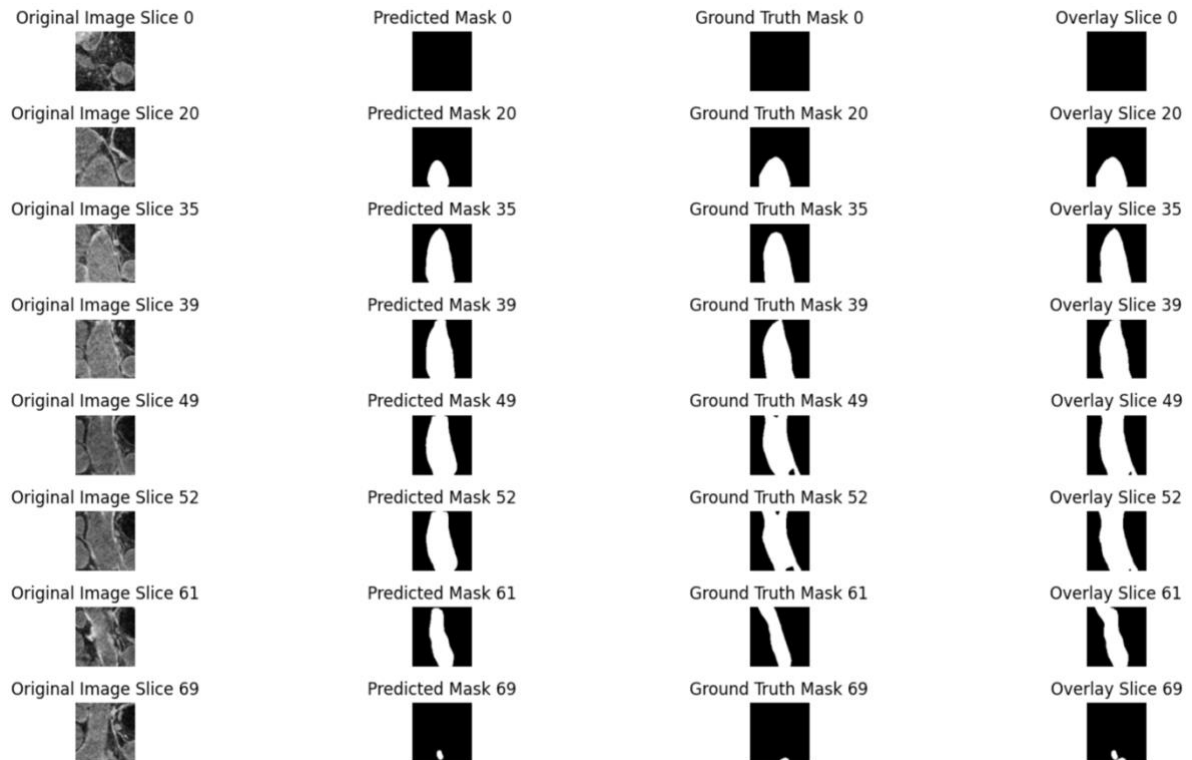 Original Image Slice 0 Predicted Mask 0 Ground Truth Mask 0 Overlay Slice 0
Original Image Slice 20 Predicted Mask 20 Ground Truth Mask 20 Overlay Slice 20
Original Image Slice 35 Predicted Mask 35 Ground Truth Mask 35 Overlay Slice 35
Original Image Slice 39 Predicted Mask 39 Ground Truth Mask 39 Overlay Slice 39
Original Image Slice 49 Predicted Mask 49 Ground Truth Mask 49 Overlay Slice 49
Original Image Slice 52 Predicted Mask 52 Ground Truth Mask 52 Overlay Slice 52
Original Image Slice 61 Predicted Mask 61 Ground Truth Mask 61 Overlay Slice 61
Original Image Slice 69 Predicted Mask 69 Ground Truth Mask 69 Overlay Slice 69